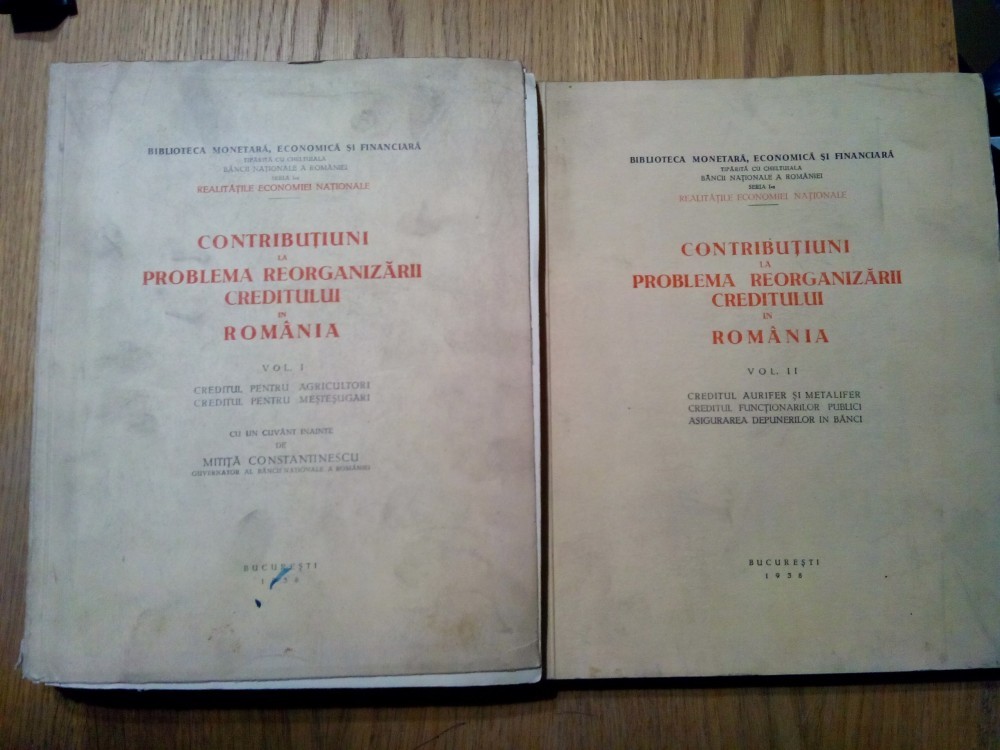 BIBLIOTECA MONETARĂ, ECONOMICĂ ȘI FINANCIARĂ
TIPĂRITĂ CU CHELTUIALA
BĂNCII NAȚIONALE A ROMÂNIEI
SERIA I-a
REALITĂȚILE ECONOMIEI NAȚIONALE
CONTRIBUȚIUNI
LA
PROBLEMA REORGANIZĂRII
CREDITULUI
IN
ROMÂNIA
VOL. I
CREDITUL PENTRU AGRICULTORI
CREDITUL PENTRU MEȘTEȘUGARI
CU UN CUVÂNT INAINTE
DE
MITIȚĂ CONSTANTINESCU
GUVERNATOR AL BĂNCII NAȚIONALE A ROMÂNIEI
BUCUREȘTI
BIBLIOTECA MONETARĂ, ECONOMICĂ ȘI FINANCIARĂ
TIPĂRITĂ CU CHELTUIALA
BĂNCII NAȚIONALE A ROMÂNIEI
SERIA I-a
REALITĂȚILE ECONOMIEI NAȚIONALE
CONTRIBUȚIUNI
LA
PROBLEMA REORGANIZĂRII
CREDITULUI
IN
ROMÂNIA
VOL. II
CREDITUL AURIFER ȘI METALIFER
CREDITUL FUNCȚIONARILOR PUBLICI
ASIGURAREA DEPUNERILOR IN BĂNCI
BUCUREȘTI
1938